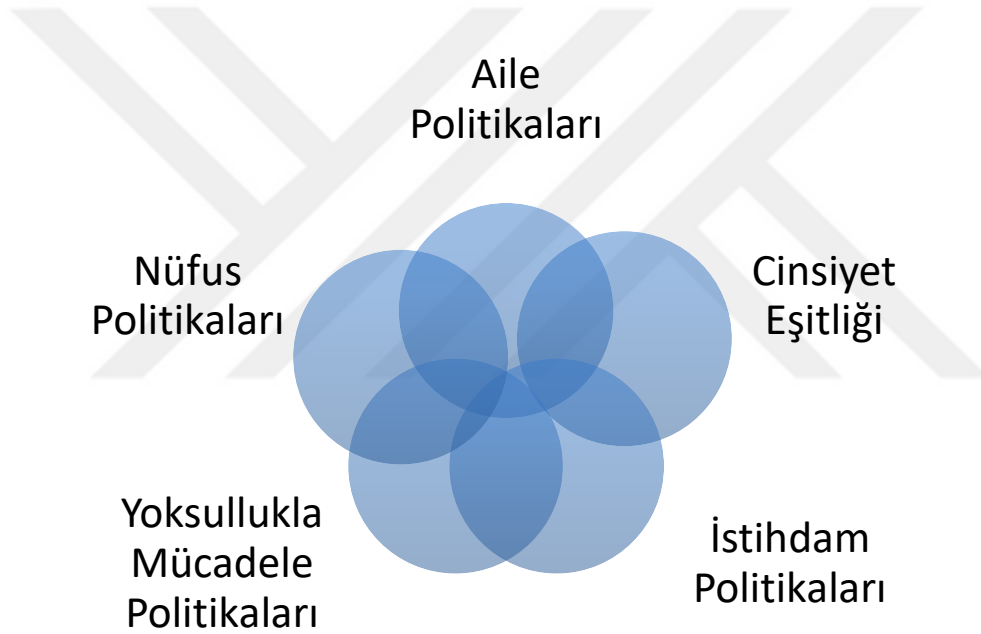 Aile
Politikaları
Nüfus
Politikaları
Cinsiyet
Eşitliği
Yoksullukla
Mücadele
Politikaları
İstihdam
Politikaları